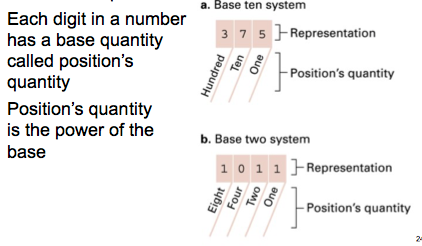 Each digit in a number
has a base quantity
called position's
quantity
Position's quantity
is the power of the
base
a. Base ten system
3 7 5
Representation
Hundred
Ten
One
Position's quantity
b. Base two system
1 0 1 1
Representation
Eight
Four
Two
One
Position's quantity